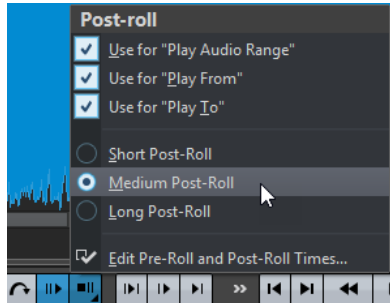 Post-roll
Use for "Play Audio Range"
Use for "Play From"
Use for "Play To"
Short Post-Roll
Medium Post-Roll
Long Post-Roll
Edit Pre-Roll and Post-Roll Times...